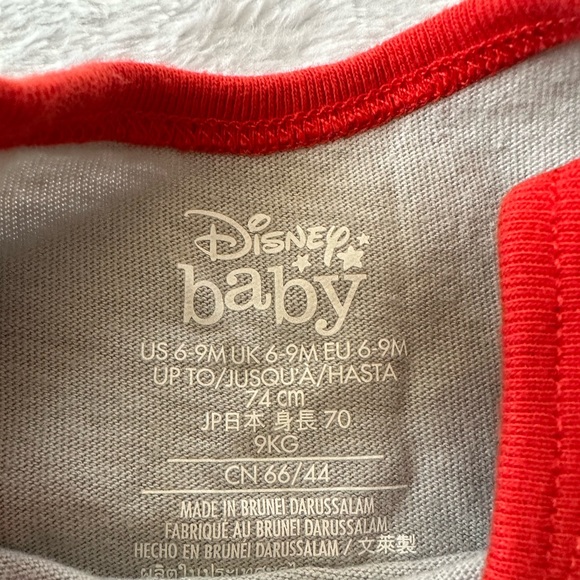 Disney
baby
US 6-9M UK 6-9M EU 6-9M
UP TO/JUSQU'À/HASTA
74 cm
JP日本 身長 70
9KG
CN 66/44
MADE IN BRUNEI DARUSSALAM
FABRIQUÉ AU BRUNEI DARUSSALAM
HECHO EN BRUNEI DARUSSALAM / 文萊製